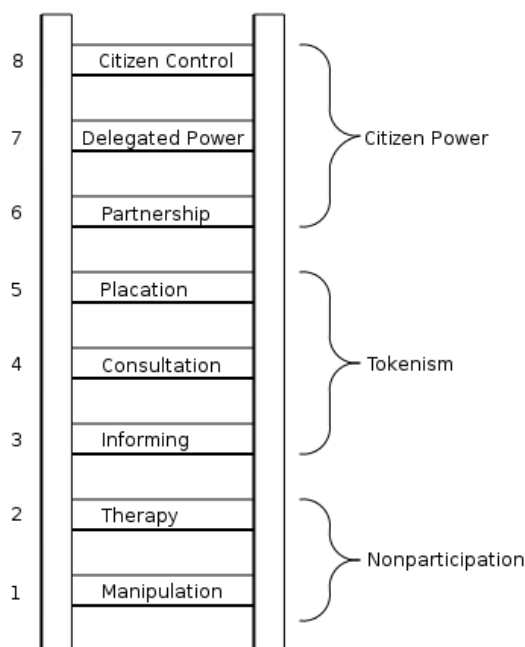 8 Citizen Control
7 Delegated Power Citizen Power
6 Partnership
5 Placation
4 Consultation Tokenism
3 Informing
2 Therapy
Nonparticipation
1 Manipulation